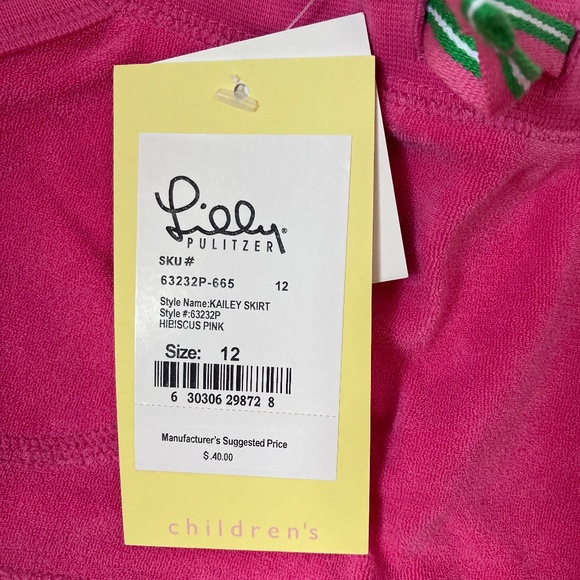 Lilly®
PULITZER
SKU#
63232P-665 12
Style Name:KAILEY SKIRT
Style #:63232P
HIBISCUS PINK
Size: 12
6 30306 29872 8
Manufacturer's Suggested Price
$ .40.00
children's